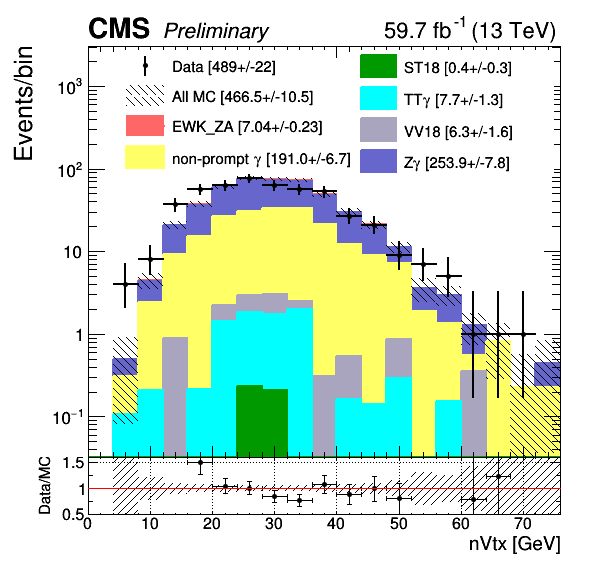 CMS Preliminary 59.7 fb⁻¹ (13 TeV)
Events/bin
Data [489+/-22]
All MC [466.5+/-10.5]
EWK_ZA [7.04+/-0.23]
non-prompt γ [191.0+/-6.7]
ST18 [0.4+/-0.3]
TTγ [7.7+/-1.3]
VV18 [6.3+/-1.6]
Zγ [253.9+/-7.8]
10³
10²
10
1
10⁻¹
Data/MC
1.5
1
0.5
0 10 20 30 40 50 60 70
nVtx [GeV]